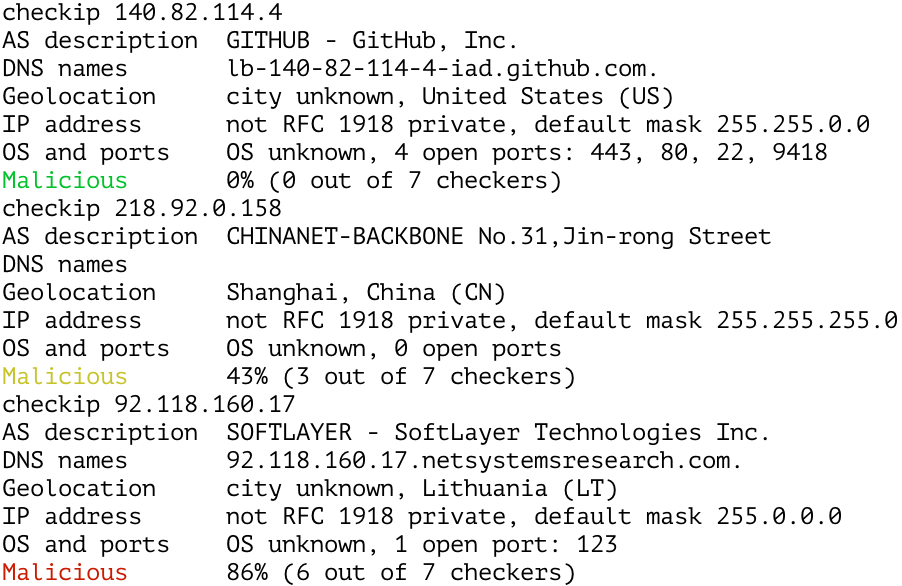 checkip 140.82.114.4
AS description  GITHUB - GitHub, Inc.
DNS names       lb-140-82-114-4-iad.github.com.
Geolocation     city unknown, United States (US)
IP address      not RFC 1918 private, default mask 255.255.0.0
OS and ports    OS unknown, 4 open ports: 443, 80, 22, 9418
Malicious       0% (0 out of 7 checkers)
checkip 218.92.0.158
AS description  CHINANET-BACKBONE No.31,Jin-rong Street
DNS names
Geolocation     Shanghai, China (CN)
IP address      not RFC 1918 private, default mask 255.255.255.0
OS and ports    OS unknown, 0 open ports
Malicious       43% (3 out of 7 checkers)
checkip 92.118.160.17
AS description  SOFTLAYER - SoftLayer Technologies Inc.
DNS names       92.118.160.17.netsystemsresearch.com.
Geolocation     city unknown, Lithuania (LT)
IP address      not RFC 1918 private, default mask 255.0.0.0
OS and ports    OS unknown, 1 open port: 123
Malicious       86% (6 out of 7 checkers)